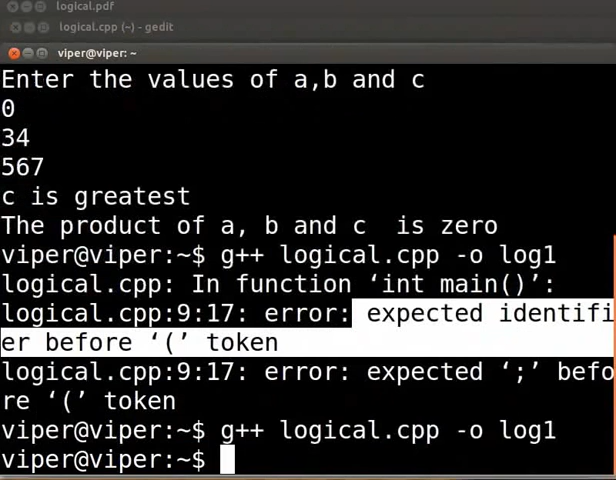 logical.pdf
logical.cpp (~) - gedit
viper@viper: ~
Enter the values of a,b and c
0
34
567
c is greatest
The product of a, b and c  is zero
viper@viper:~$ g++ logical.cpp -o log1
logical.cpp: In function ‘int main()’:
logical.cpp:9:17: error: expected identifi
er before ‘(’ token
logical.cpp:9:17: error: expected ‘;’ befo
re ‘(’ token
viper@viper:~$ g++ logical.cpp -o log1
viper@viper:~$